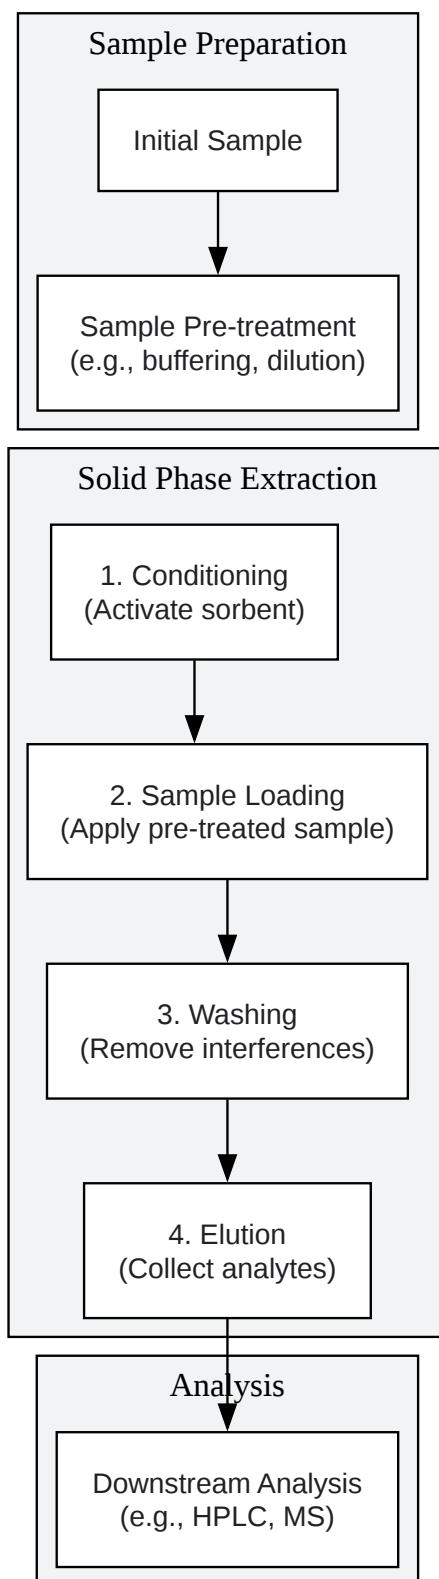 Sample Preparation
Initial Sample
Sample Pre-treatment
(e.g., buffering, dilution)
Solid Phase Extraction
1. Conditioning
(Activate sorbent)
2. Sample Loading
(Apply pre-treated sample)
3. Washing
(Remove interferences)
4. Elution
(Collect analytes)
Analysis
Downstream Analysis
(e.g., HPLC, MS)